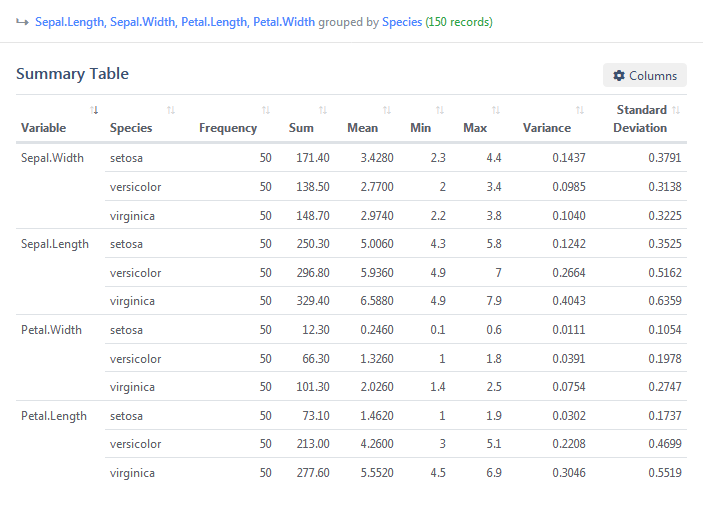 Sepal.Length, Sepal.Width, Petal.Length, Petal.Width grouped by Species (150 records)
Summary Table
Columns
Variable Species Frequency Sum Mean Min Max Variance Standard Deviation
Sepal.Width setosa 50 171.40 3.4280 2.3 4.4 0.1437 0.3791
versicolor 50 138.50 2.7700 2 3.4 0.0985 0.3138
virginica 50 148.70 2.9740 2.2 3.8 0.1040 0.3225
Sepal.Length setosa 50 250.30 5.0060 4.3 5.8 0.1242 0.3525
versicolor 50 296.80 5.9360 4.9 7 0.2664 0.5162
virginica 50 329.40 6.5880 4.9 7.9 0.4043 0.6359
Petal.Width setosa 50 12.30 0.2460 0.1 0.6 0.0111 0.1054
versicolor 50 66.30 1.3260 1 1.8 0.0391 0.1978
virginica 50 101.30 2.0260 1.4 2.5 0.0754 0.2747
Petal.Length setosa 50 73.10 1.4620 1 1.9 0.0302 0.1737
versicolor 50 213.00 4.2600 3 5.1 0.2208 0.4699
virginica 50 277.60 5.5520 4.5 6.9 0.3046 0.5519